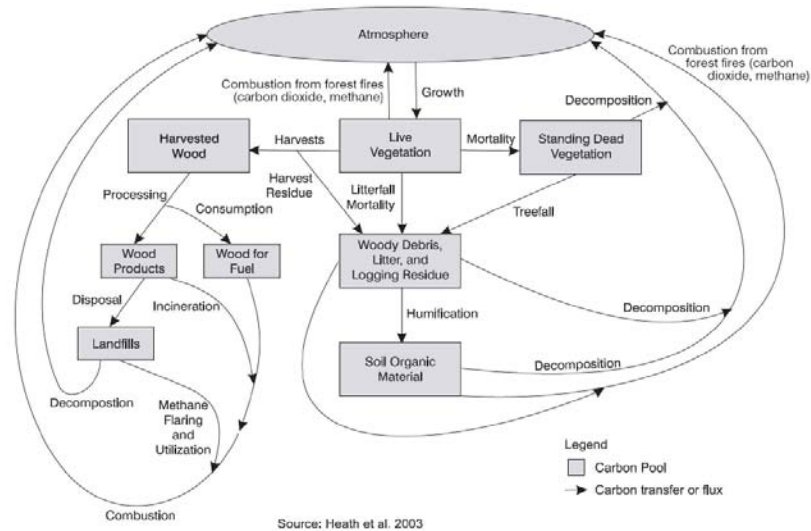 Atmosphere
Combustion from
forest fires (carbon
dioxide, methane)
Combustion from forest fires
(carbon dioxide, methane)
Growth
Decomposition
Harvested
Wood
Harvests
Live
Vegetation
Mortality
Standing Dead
Vegetation
Harvest
Residue
Litterfall
Mortality
Processing
Consumption
Treefall
Wood
Products
Wood for
Fuel
Woody Debris,
Litter, and
Logging Residue
Disposal
Incineration
Humification
Decomposition
Landfills
Soil Organic
Material
Decomposition
Decompostion
Methane
Flaring
and
Utilization
Legend
Carbon Pool
Carbon transfer or flux
Combustion
Source: Heath et al. 2003